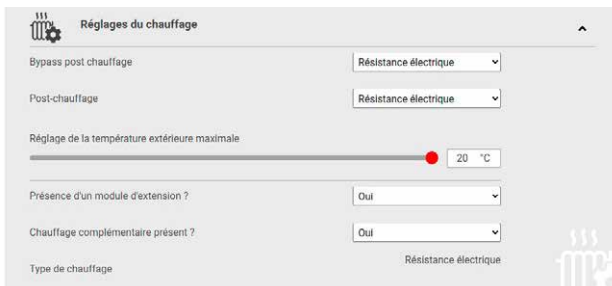 Réglages du chauffage
Bypass post chauffage
Résistance électrique
Post-chauffage
Résistance électrique
Réglage de la température extérieure maximale
20 °C
Présence d'un module d'extension ?
Oui
Chauffage complémentaire présent ?
Oui
Type de chauffage
Résistance électrique